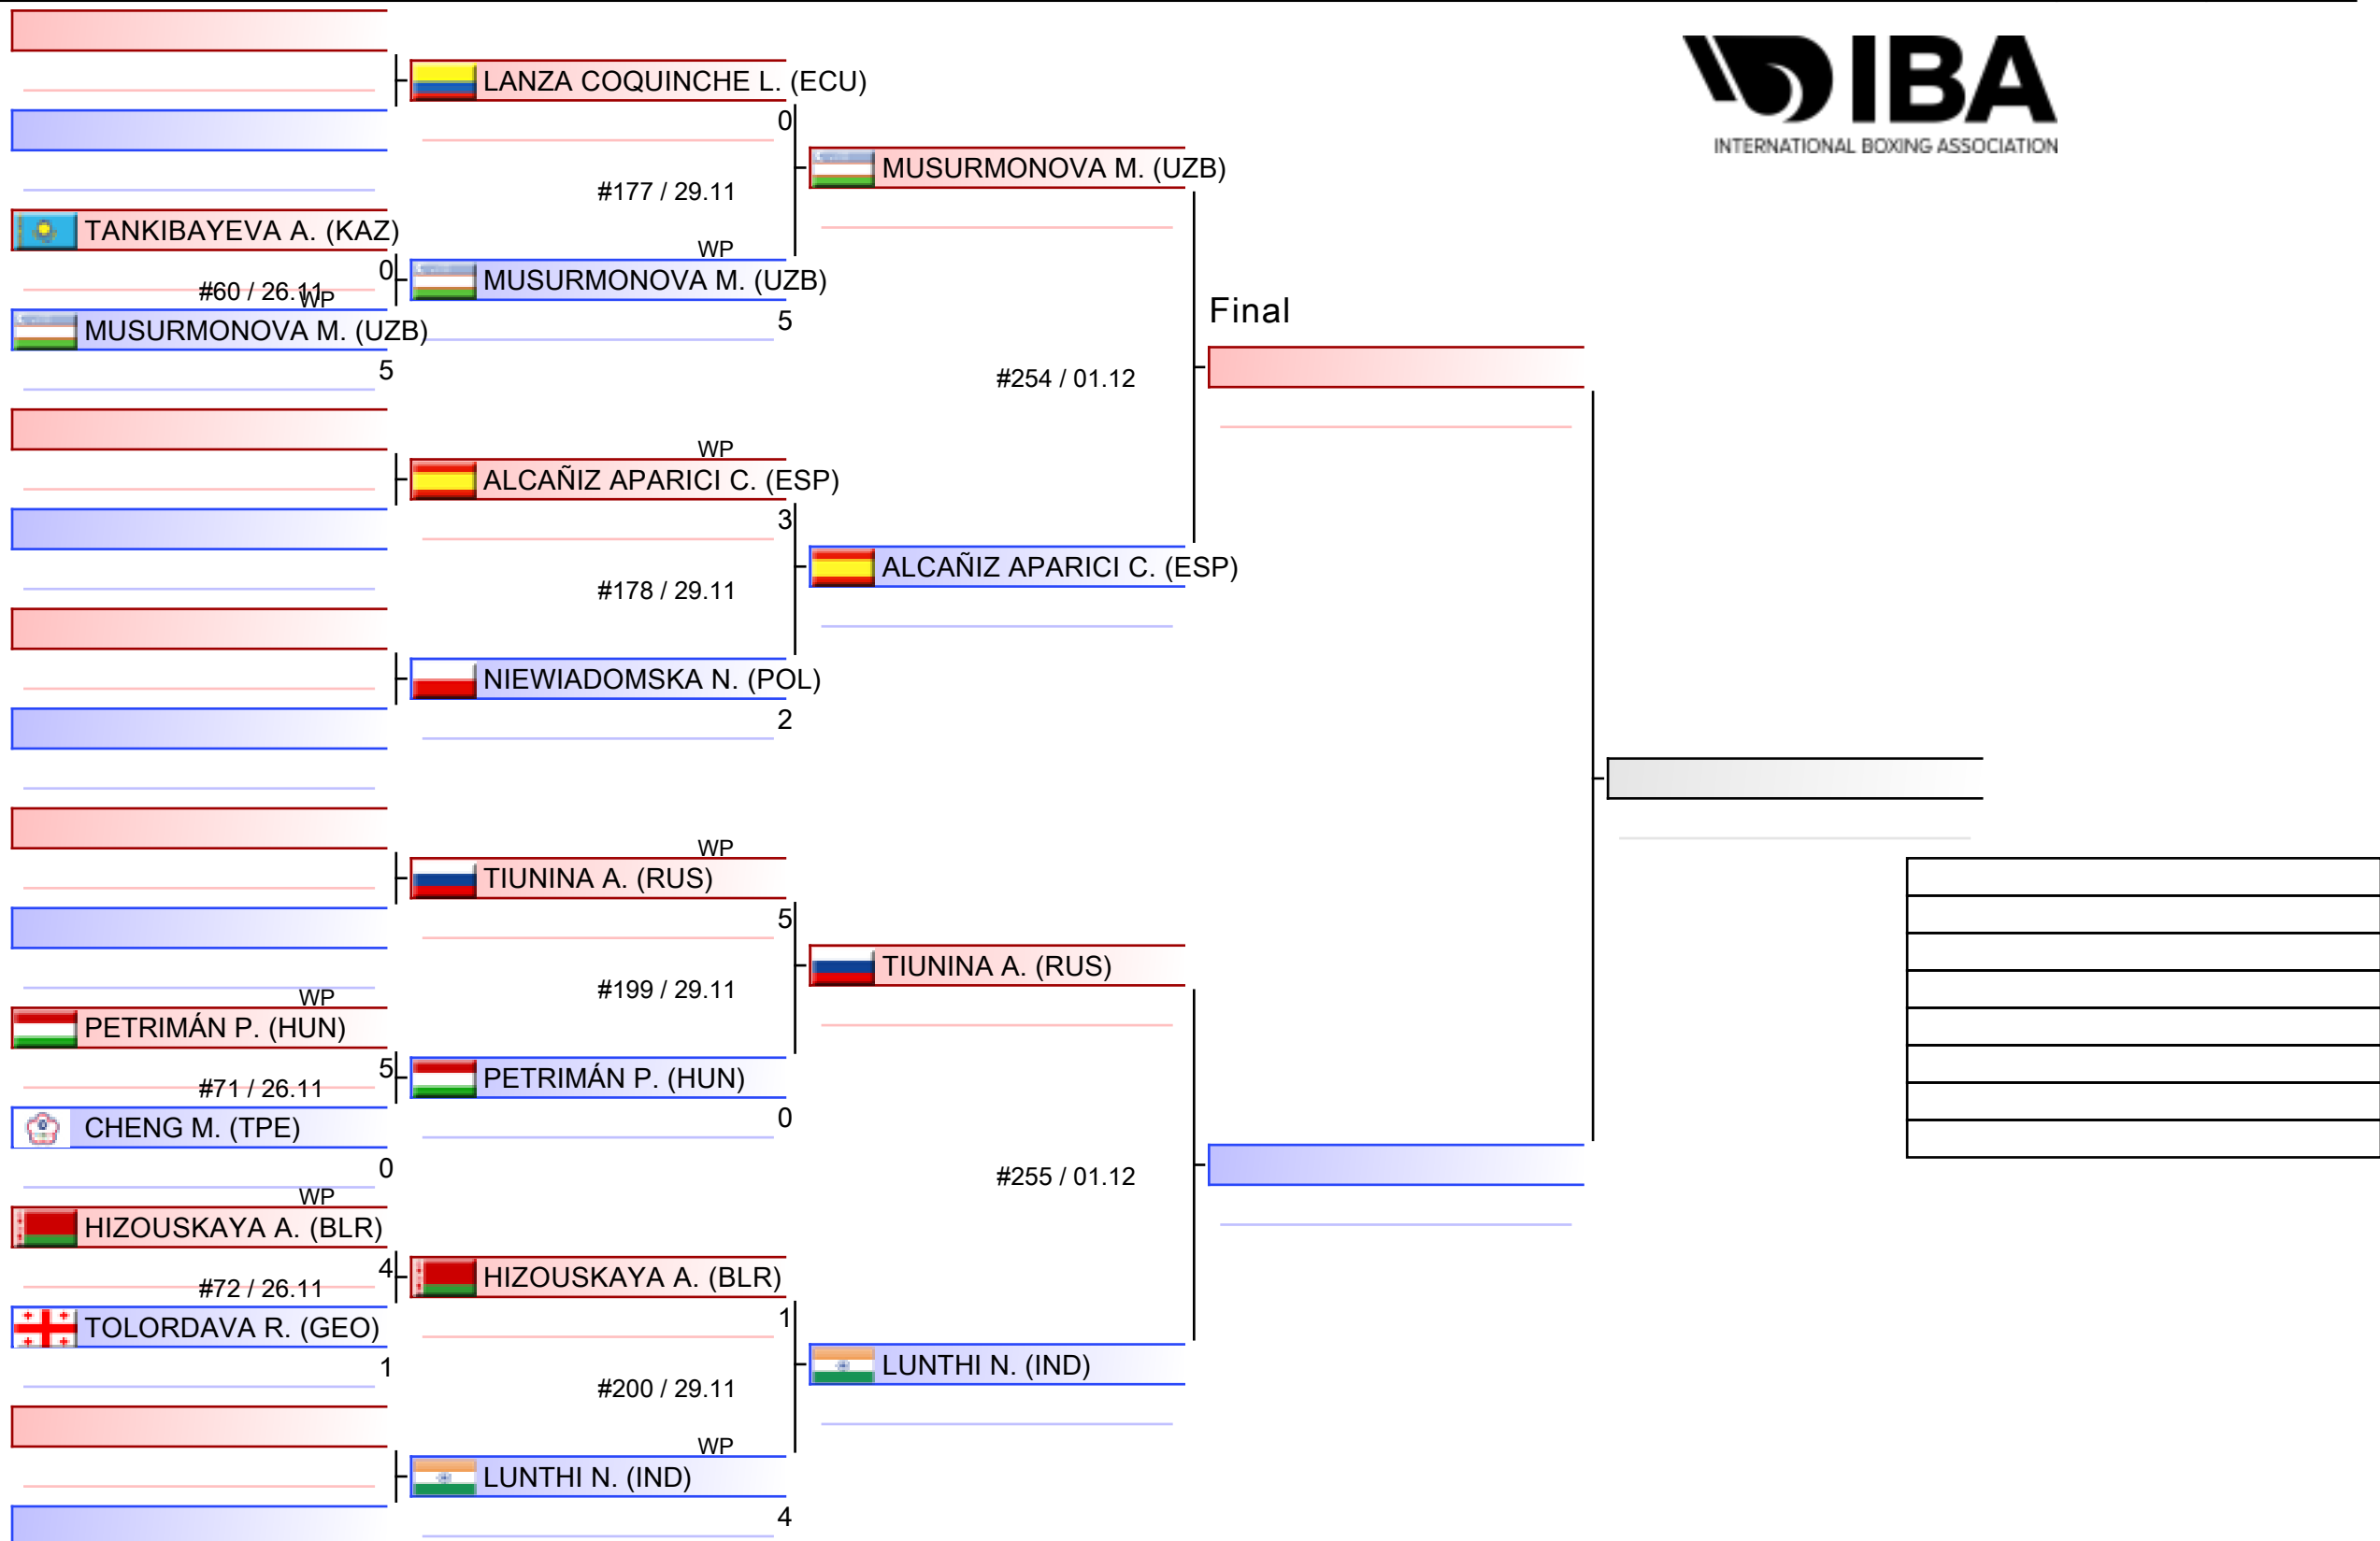 IBA
INTERNATIONAL BOXING ASSOCIATION
LANZA COQUINCHE L. (ECU)
0
#177 / 29.11
MUSURMONOVA M. (UZB)
TANKIBAYEVA A. (KAZ)
0
#60 / 26.11
WP
WP
MUSURMONOVA M. (UZB)
5
MUSURMONOVA M. (UZB)
5
Final
#254 / 01.12
WP
ALCAÑIZ APARICI C. (ESP)
3
#178 / 29.11
ALCAÑIZ APARICI C. (ESP)
NIEWIADOMSKA N. (POL)
2
WP
TIUNINA A. (RUS)
5
#199 / 29.11
TIUNINA A. (RUS)
WP
PETRIMÁN P. (HUN)
5
#71 / 26.11
PETRIMÁN P. (HUN)
0
CHENG M. (TPE)
0
#255 / 01.12
WP
HIZOUSKAYA A. (BLR)
4
#72 / 26.11
HIZOUSKAYA A. (BLR)
1
TOLORDAVA R. (GEO)
1
#200 / 29.11
LUNTHI N. (IND)
WP
LUNTHI N. (IND)
4